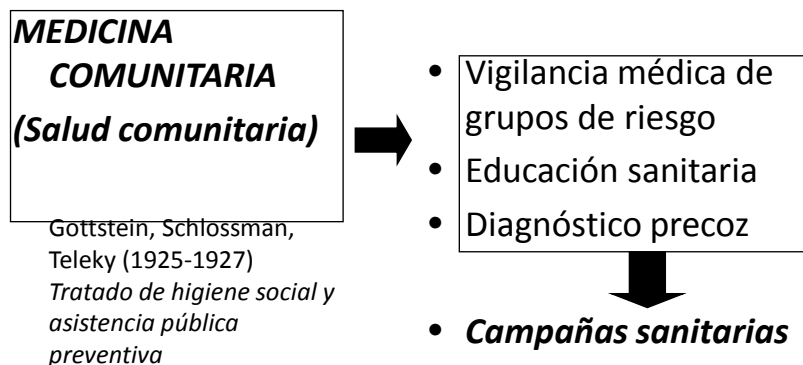 MEDICINA
COMUNITARIA
(Salud comunitaria)
Gottstein, Schlossman,
Teleky (1925-1927)
Tratado de higiene social y
asistencia pública
preventiva
• Vigilancia médica de
grupos de riesgo
• Educación sanitaria
• Diagnóstico precoz
• Campañas sanitarias